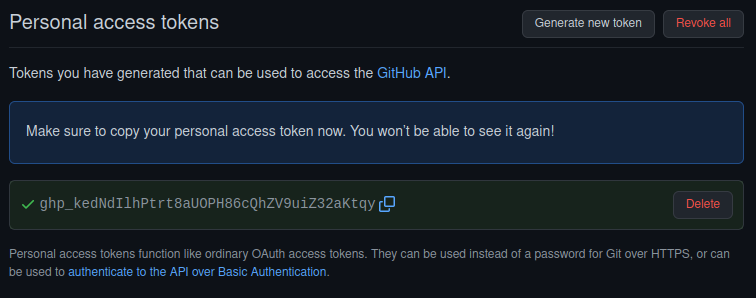 Personal access tokens
Generate new token
Revoke all
Tokens you have generated that can be used to access the GitHub API.
Make sure to copy your personal access token now. You won't be able to see it again!
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
Delete
Personal access tokens function like ordinary OAuth access tokens. They can be used instead of a password for Git over HTTPS, or can
be used to authenticate to the API over Basic Authentication.